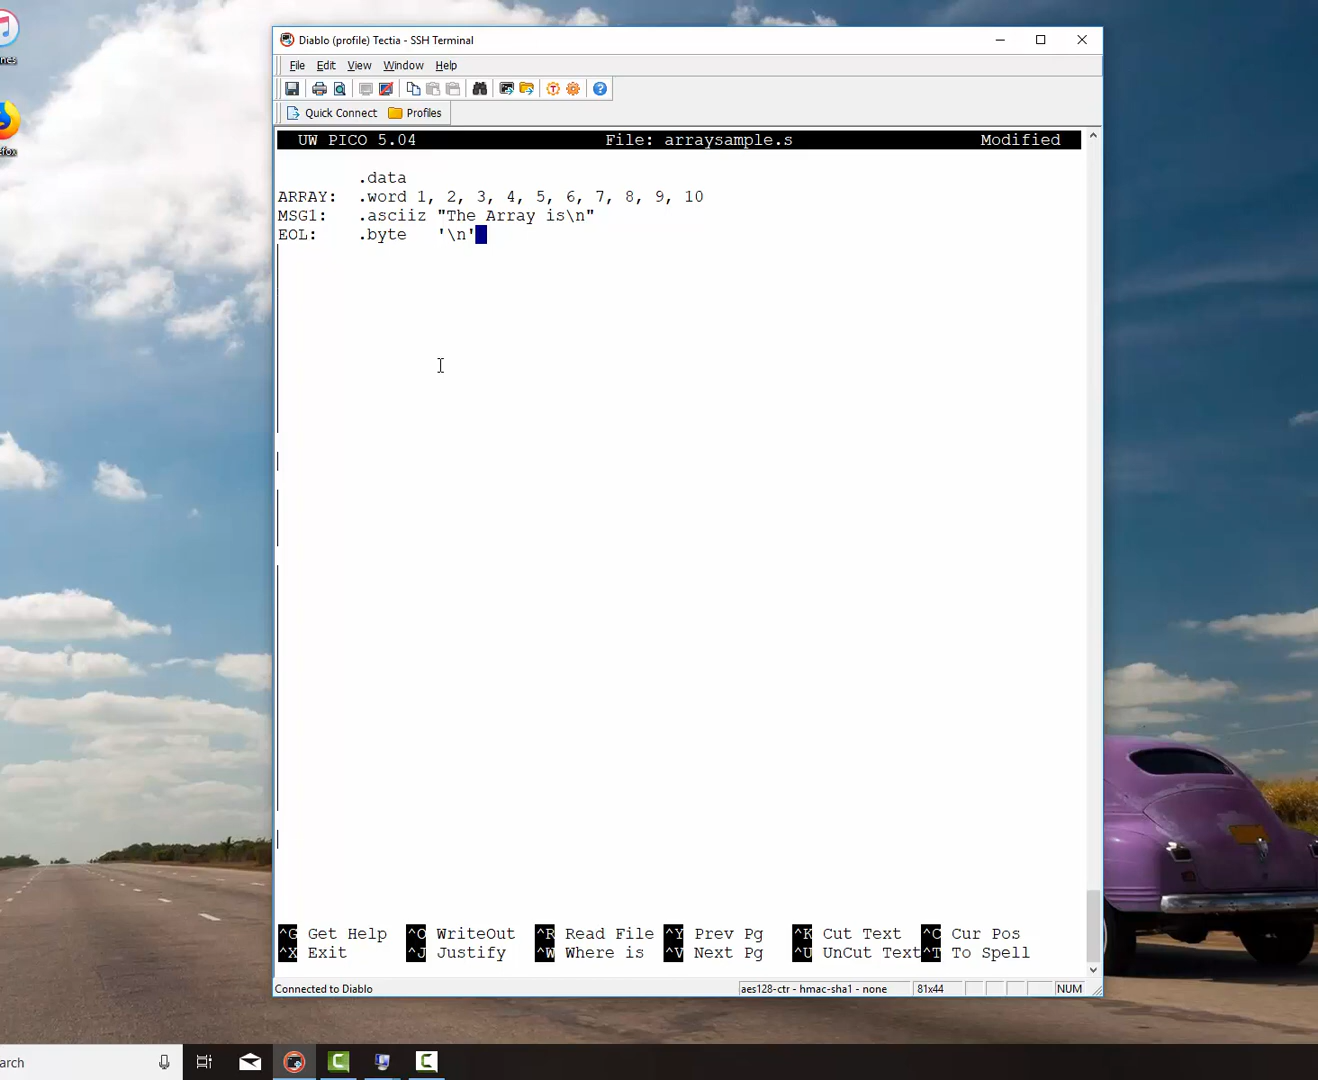 Diablo (profile) Tectia - SSH Terminal
File Edit View Window Help
Quick Connect Profiles
UW PICO 5.04 File: arraysample.s Modified
.data
ARRAY: .word 1, 2, 3, 4, 5, 6, 7, 8, 9, 10
MSG1: .asciiz "The Array is\n"
EOL: .byte '\n'
^G Get Help ^O WriteOut ^R Read File ^Y Prev Pg ^K Cut Text ^C Cur Pos
^X Exit ^J Justify ^W Where is ^V Next Pg ^U UnCut Text ^T To Spell
Connected to Diablo aes128-ctr - hmac-sha1 - none 81x44 NUM